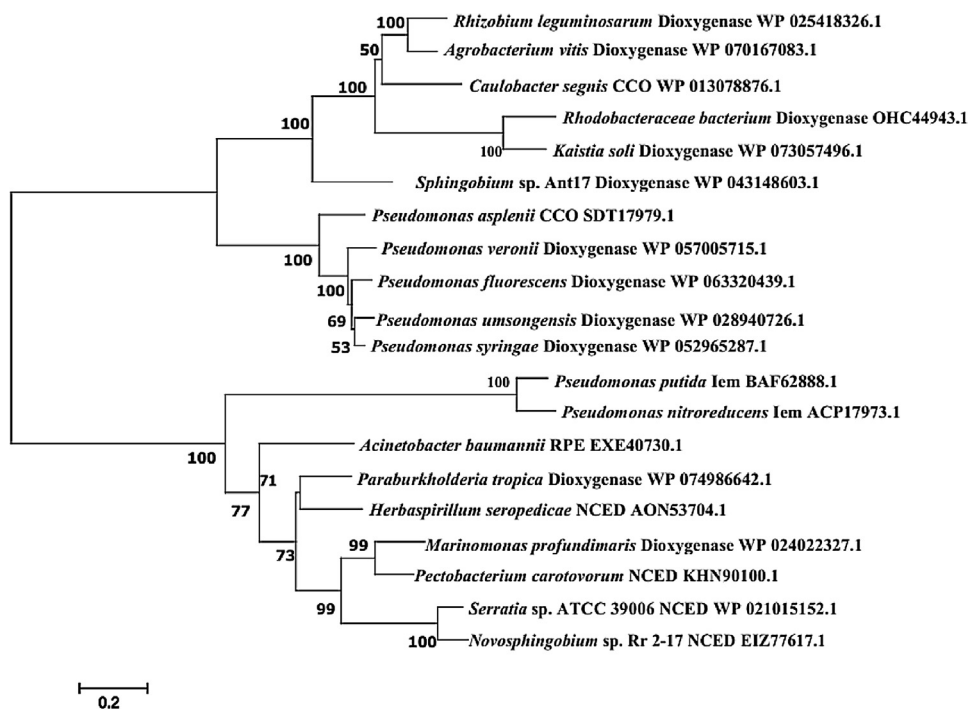 100 Rhizobium leguminosarum Dioxygenase WP 025418326.1
50 Agrobacterium vitis Dioxygenase WP 070167083.1
100 Caulobacter segnis CCO WP 013078876.1
100 Rhodobacteraceae bacterium Dioxygenase OHC44943.1
100 Kaistia soli Dioxygenase WP 073057496.1
Sphingobium sp. Ant17 Dioxygenase WP 043148603.1
Pseudomonas asplenii CCO SDT17979.1
Pseudomonas veronii Dioxygenase WP 057005715.1
100
100 Pseudomonas fluorescens Dioxygenase WP 063320439.1
69 Pseudomonas umsongensis Dioxygenase WP 028940726.1
53 Pseudomonas syringae Dioxygenase WP 052965287.1
100 Pseudomonas putida Iem BAF62888.1
Pseudomonas nitroreducens Iem ACP17973.1
Acinetobacter baumannii RPE EXE40730.1
100
71 Paraburkholderia tropica Dioxygenase WP 074986642.1
77 Herbaspirillum seropedicae NCED AON53704.1
99 Marinomonas profundimaris Dioxygenase WP 024022327.1
73
Pectobacterium carotovorum NCED KHN90100.1
99 Serratia sp. ATCC 39006 NCED WP 021015152.1
100 Novosphingobium sp. Rr 2-17 NCED EIZ77617.1
0.2